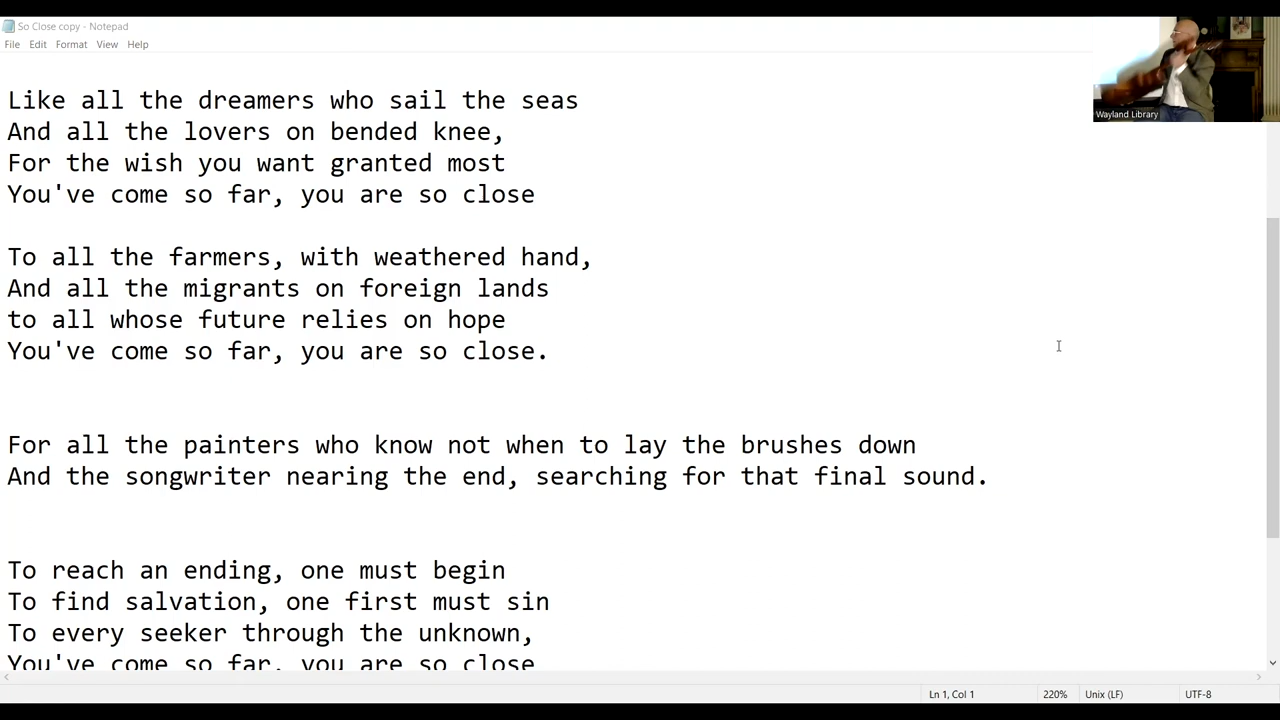 So Close copy - Notepad
File Edit Format View Help
Wayland Library
Like all the dreamers who sail the seas
And all the lovers on bended knee,
For the wish you want granted most
You've come so far, you are so close
To all the farmers, with weathered hand,
And all the migrants on foreign lands
to all whose future relies on hope
You've come so far, you are so close.
For all the painters who know not when to lay the brushes down
And the songwriter nearing the end, searching for that final sound.
To reach an ending, one must begin
To find salvation, one first must sin
To every seeker through the unknown,
You've come so far, you are so close
Ln 1, Col 1 220% Unix (LF) UTF-8